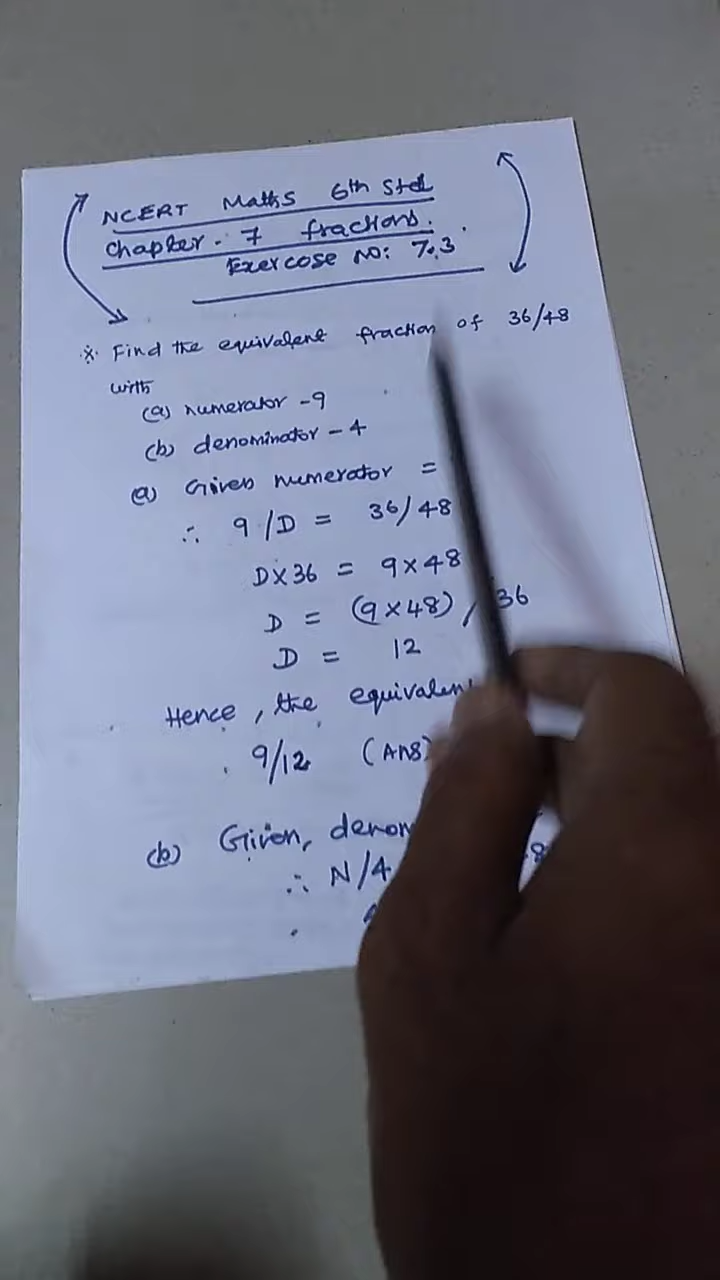 NCERT Maths 6th Std
Chapter. 7 fractions.
Exercose NO: 7.3
Find the equivalent fraction of 36/48
with
(a) numerator - 9
(b) denominator - 4
(a) Given numerator =
∴ 9/D = 36/48
D×36 = 9×48
D = (9×48) / 36
D = 12
Hence, the equivalent
9/12 (Ans)
(b) Given,
∴ N/4